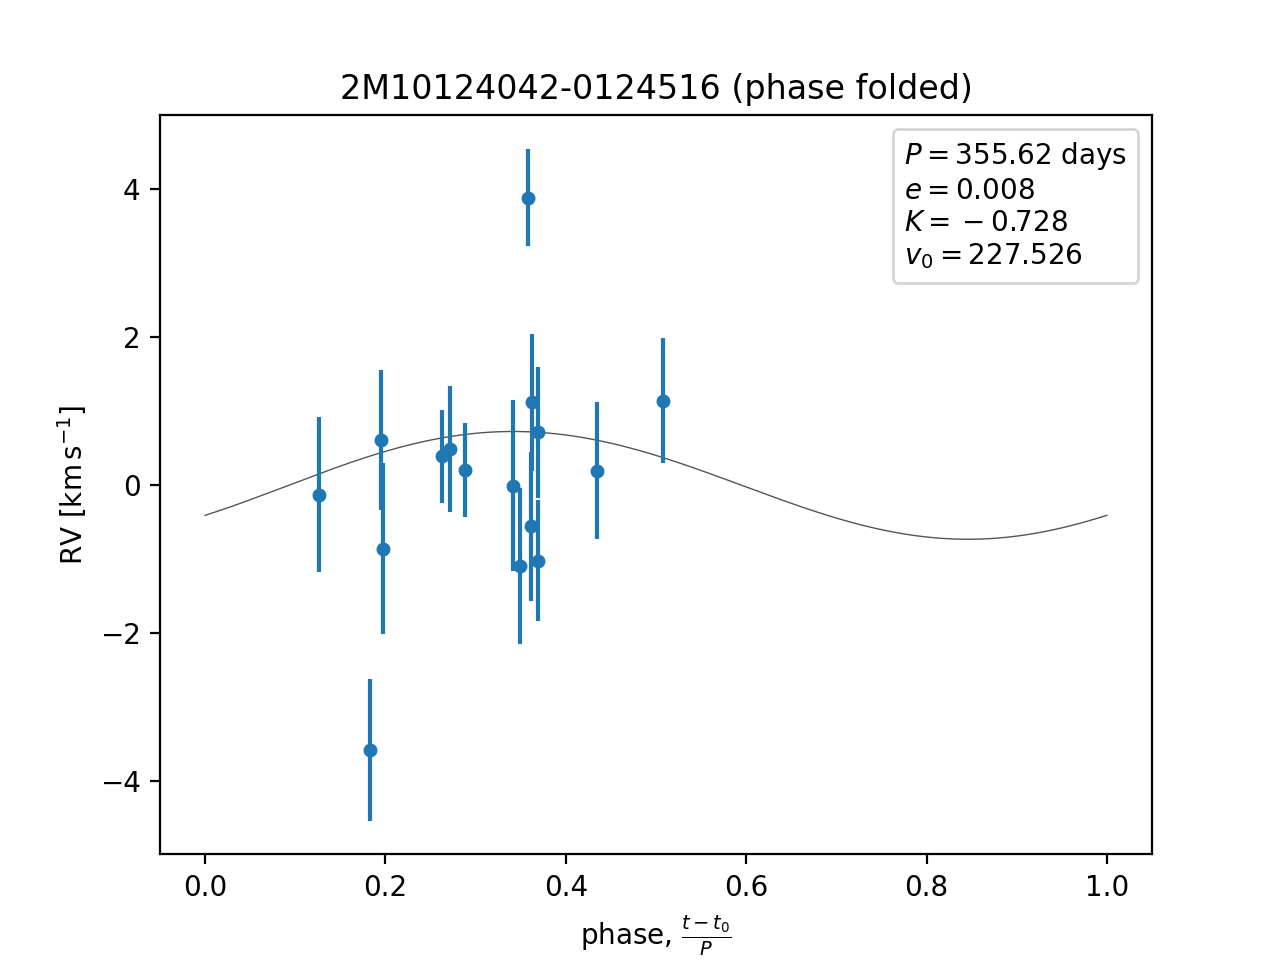 2M10124042-0124516 (phase folded)
P = 355.62 days
e = 0.008
K = −0.728
v₀ = 227.526
4
2
0
−2
−4
RV [km s⁻¹]
0.0 0.2 0.4 0.6 0.8 1.0
phase, (t − t₀)/P